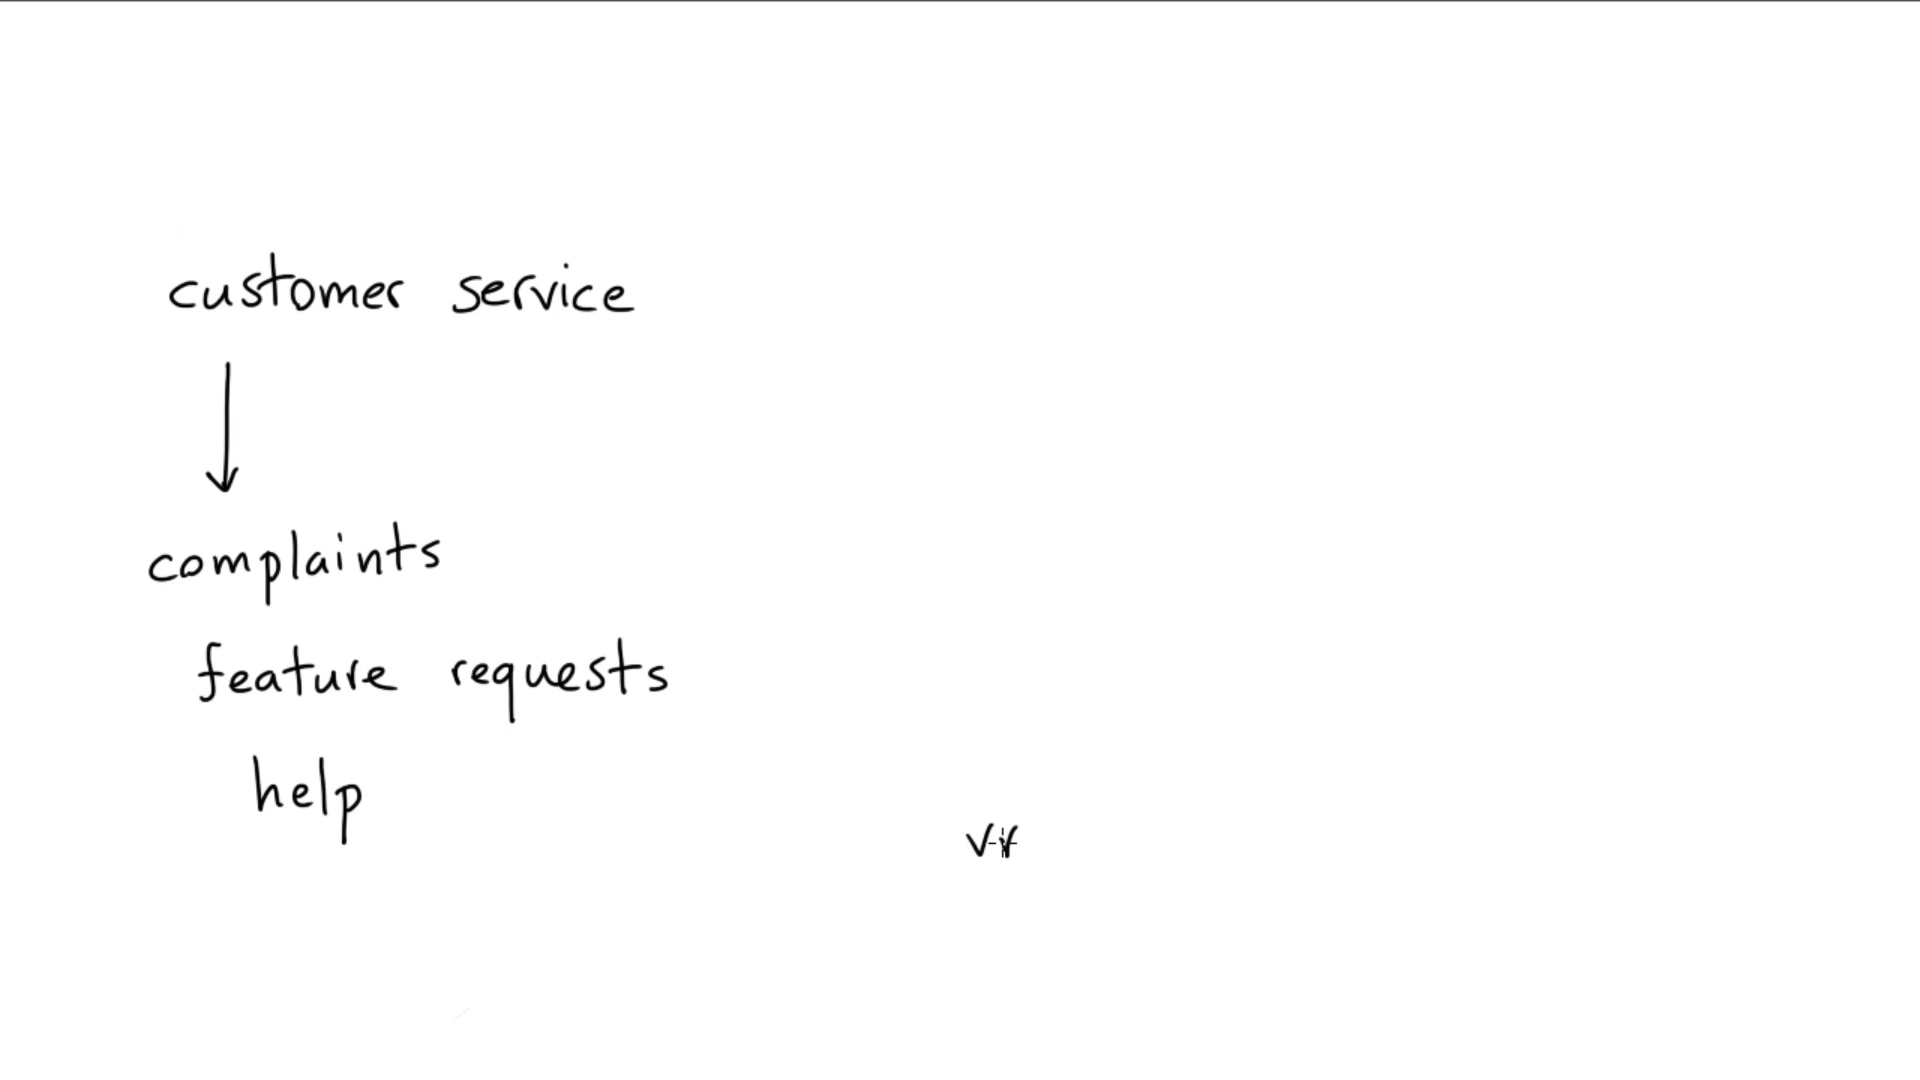 customer service
complaints
feature requests
help